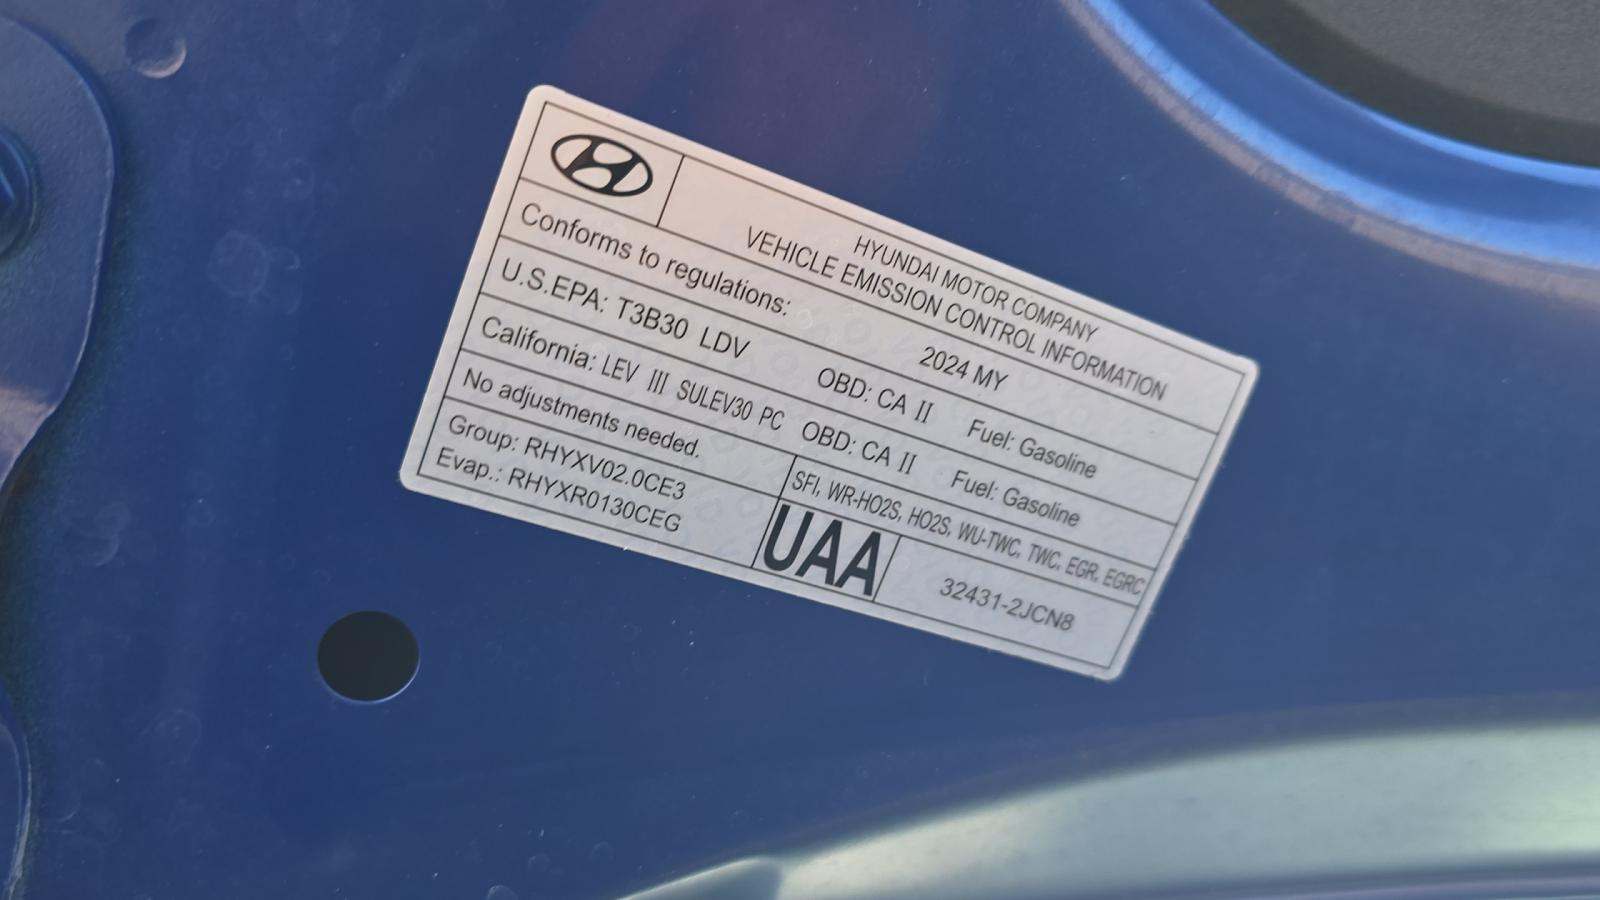 HYUNDAI MOTOR COMPANY
VEHICLE EMISSION CONTROL INFORMATION
Conforms to regulations: 2024 MY
U.S.EPA: T3B30 LDV OBD: CA II Fuel: Gasoline
California: LEV III SULEV30 PC OBD: CA II Fuel: Gasoline
No adjustments needed. SFI, WR-HO2S, HO2S, WU-TWC, TWC, EGR, EGRC
Group: RHYXV02.0CE3
Evap.: RHYXR0130CEG
UAA
32431-2JCN8